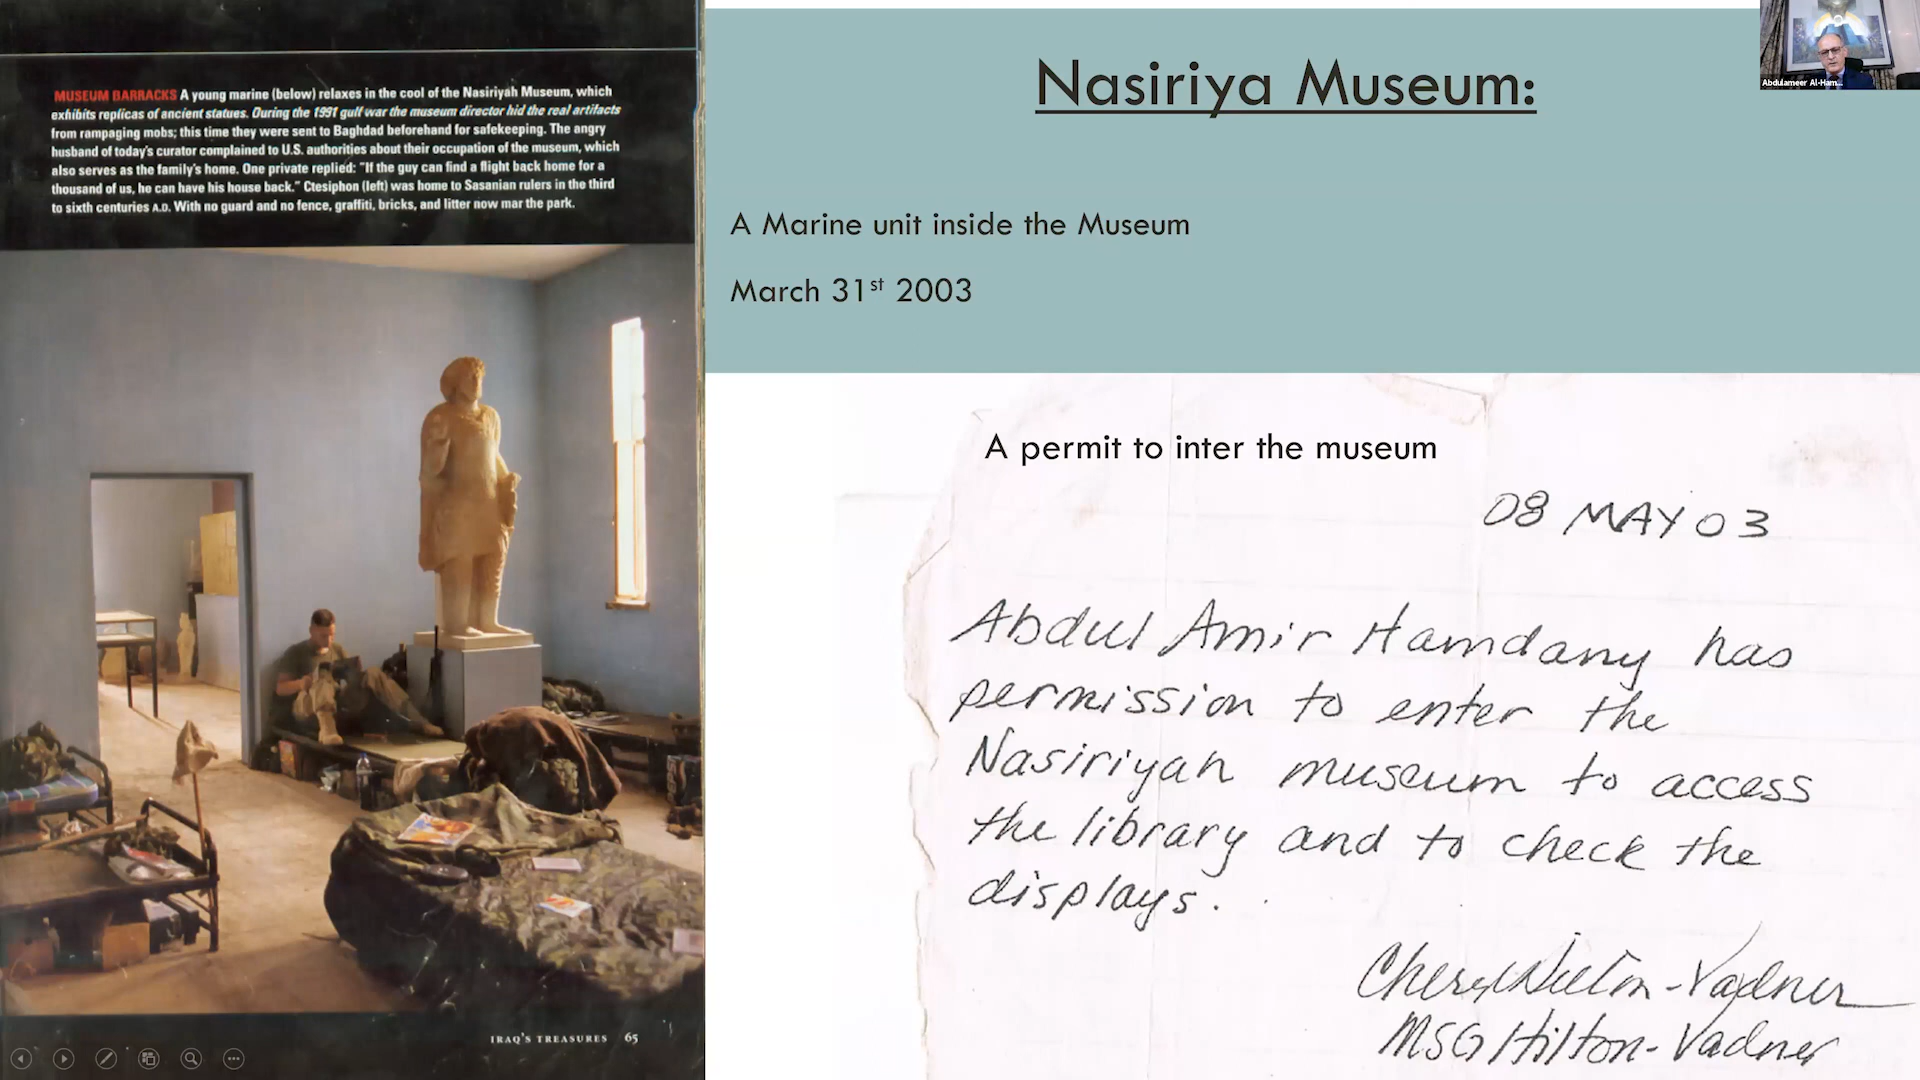 MUSEUM BARRACKS A young marine (below) relaxes in the cool of the Nasiriyah Museum, which
exhibits replicas of ancient statues. During the 1991 gulf war the museum director hid the real artifacts
from rampaging mobs; this time they were sent to Baghdad beforehand for safekeeping. The angry
husband of today's curator complained to U.S. authorities about their occupation of the museum, which
also serves as the family's home. One private replied: "If the guy can find a flight back home for a
thousand of us, he can have his house back." Ctesiphon (left) was home to Sasanian rulers in the third
to sixth centuries A.D. With no guard and no fence, graffiti, bricks, and litter now mar the park.
IRAQ'S TREASURES 65
Nasiriya Museum:
A Marine unit inside the Museum
March 31st 2003
A permit to inter the museum
08 MAY 03
Abdul Amir Hamdany has
permission to enter the
Nasiriyah museum to access
the library and to check the
displays.
Cheryl Hilton-Vadner
MSG Hilton-Vadner
Abdulameer Al-Ham...